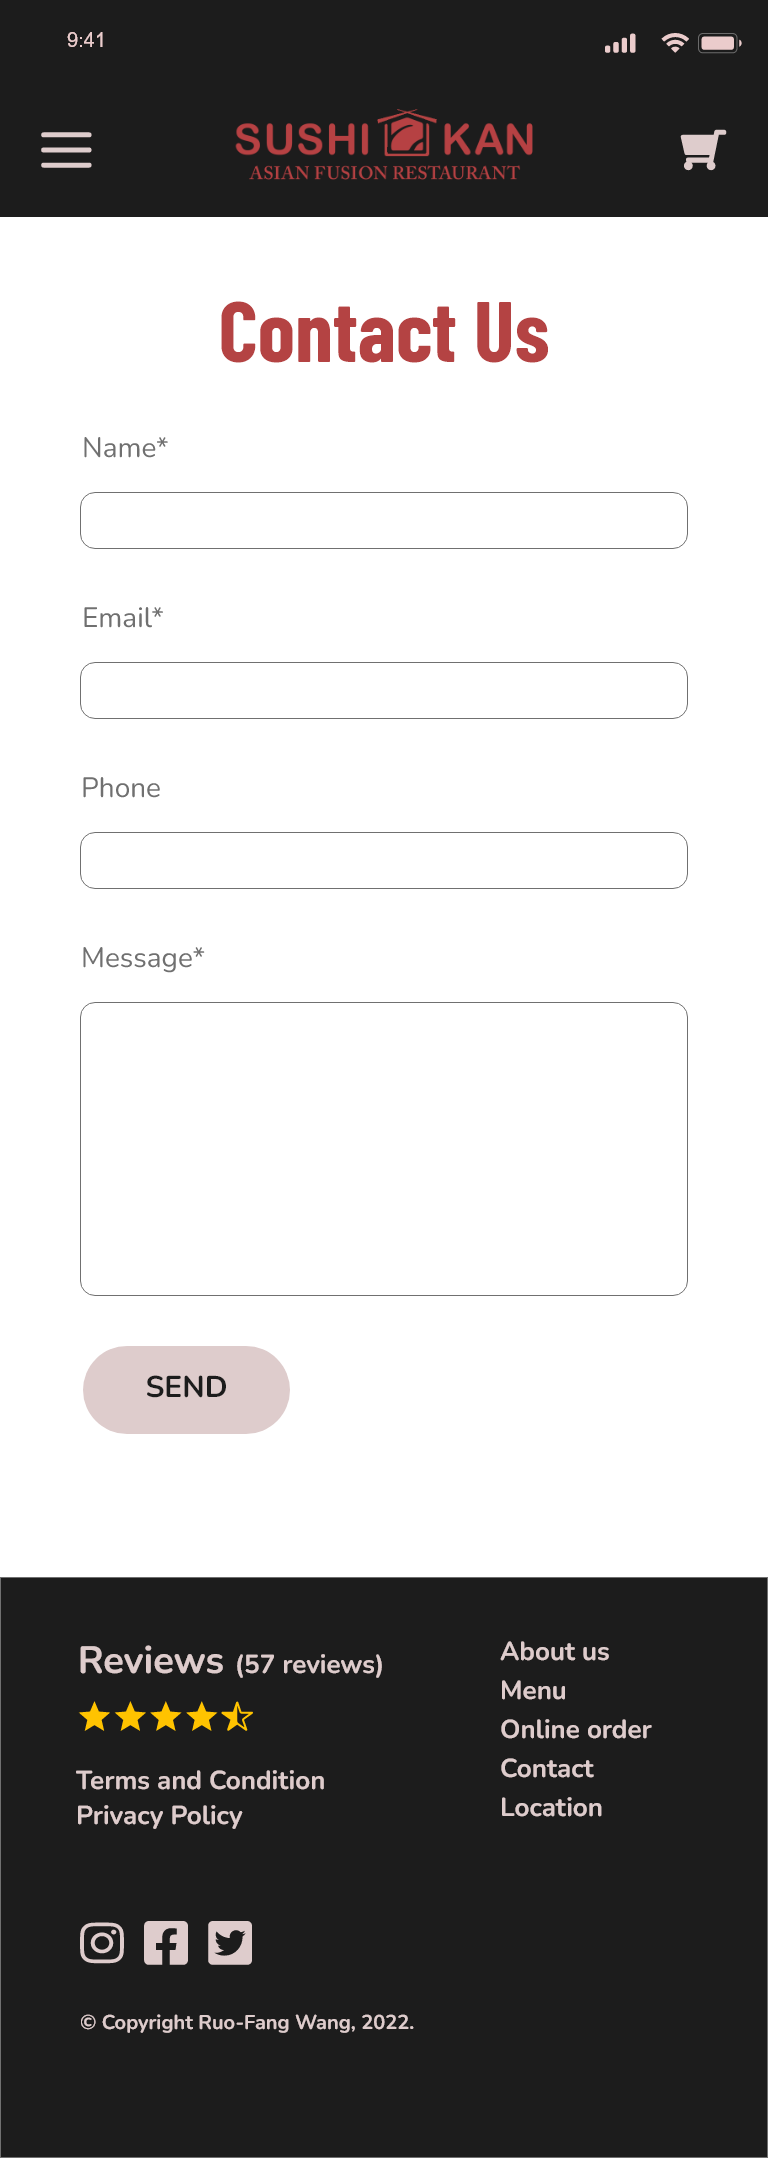 9:41
SUSHI KAN
ASIAN FUSION RESTAURANT
Contact Us
Name*
Email*
Phone
Message*
SEND
Reviews (57 reviews)
Terms and Condition
Privacy Policy
About us
Menu
Online order
Contact
Location
© Copyright Ruo-Fang Wang, 2022.